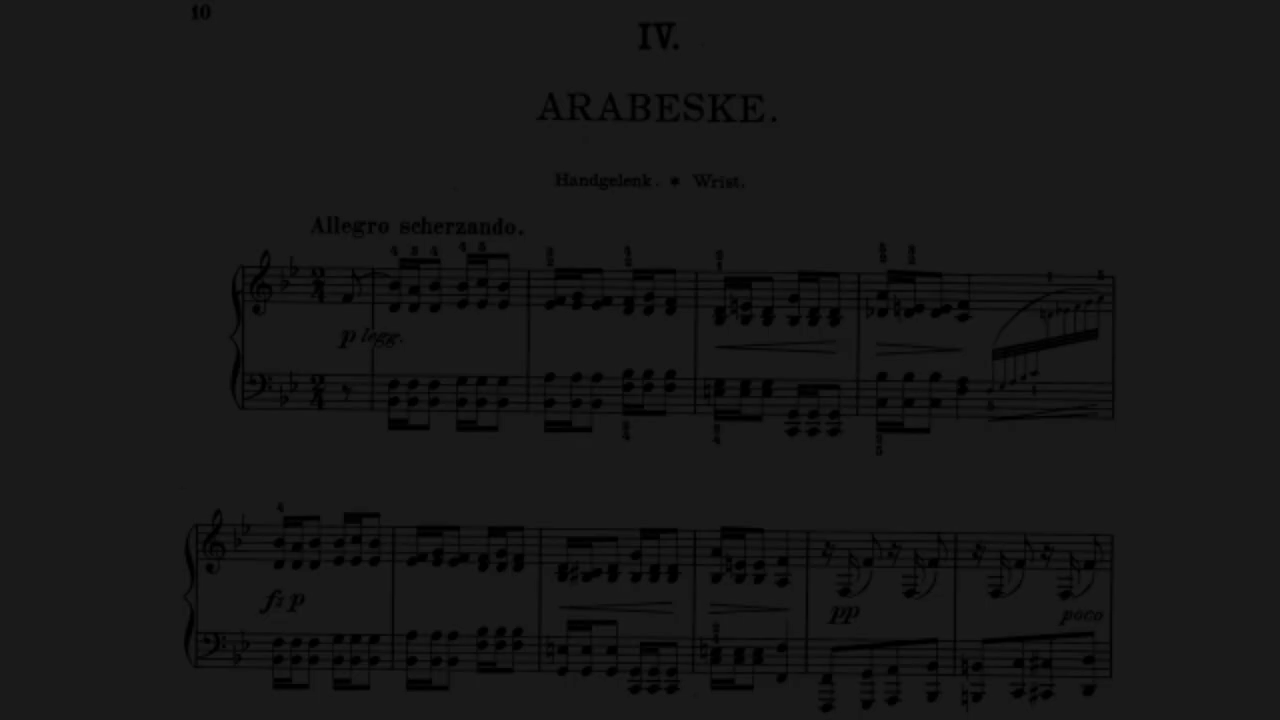 10
IV.
ARABESKE.
Handgelenk. * Wrist.
Allegro scherzando.
p legg.
fz p
pp
poco